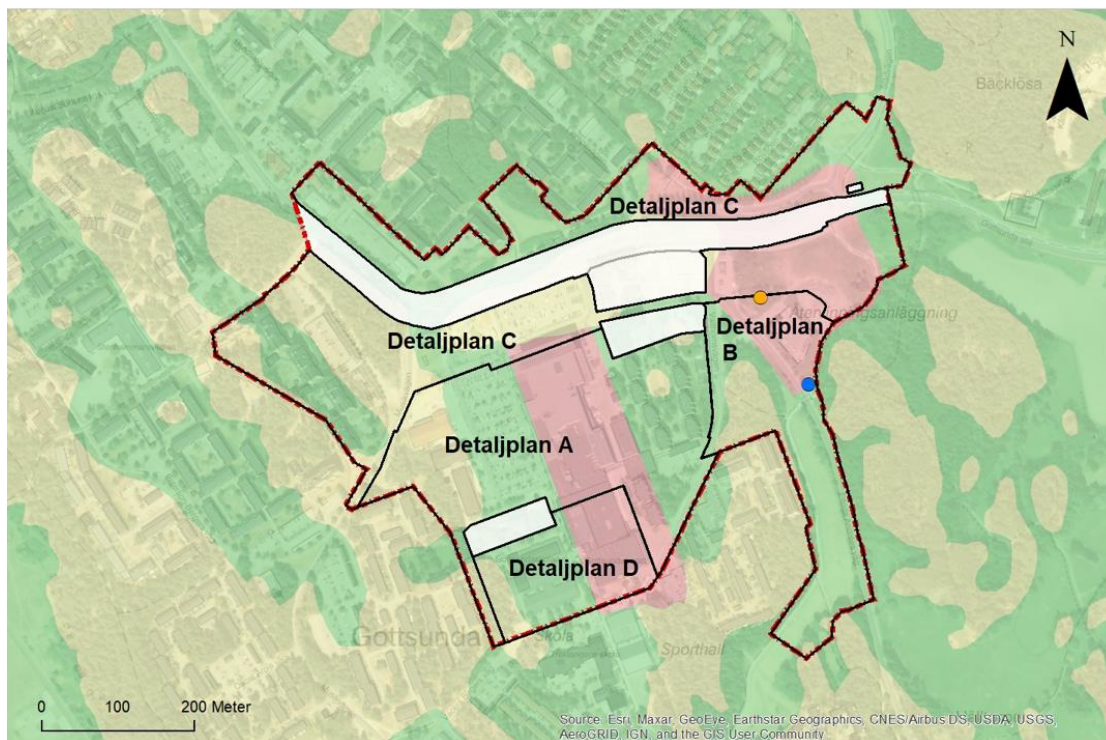 N
Bäcklösa
Detaljplan C
Återvinningsanläggning
Detaljplan
B
Detaljplan C
Detaljplan A
Detaljplan D
Gottsunda
Skola
Sporthall
0 100 200 Meter
Source: Esri, Maxar, GeoEye, Earthstar Geographics, CNES/Airbus DS, USDA, USGS,
AeroGRID, IGN, and the GIS User Community